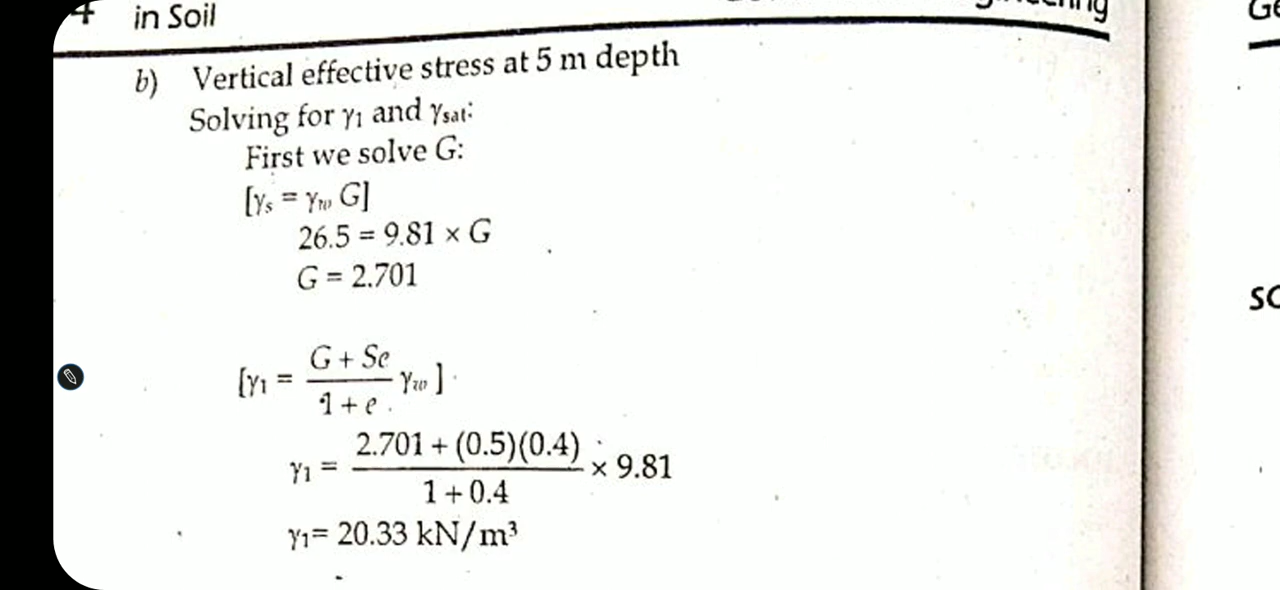 4 in Soil
b) Vertical effective stress at 5 m depth
Solving for γ₁ and γsat:
First we solve G:
[γs = γw G]
26.5 = 9.81 × G
G = 2.701
[γ₁ = (G + Se)/(1 + e) γw]
γ₁ = (2.701 + (0.5)(0.4))/(1 + 0.4) × 9.81
γ₁= 20.33 kN/m³